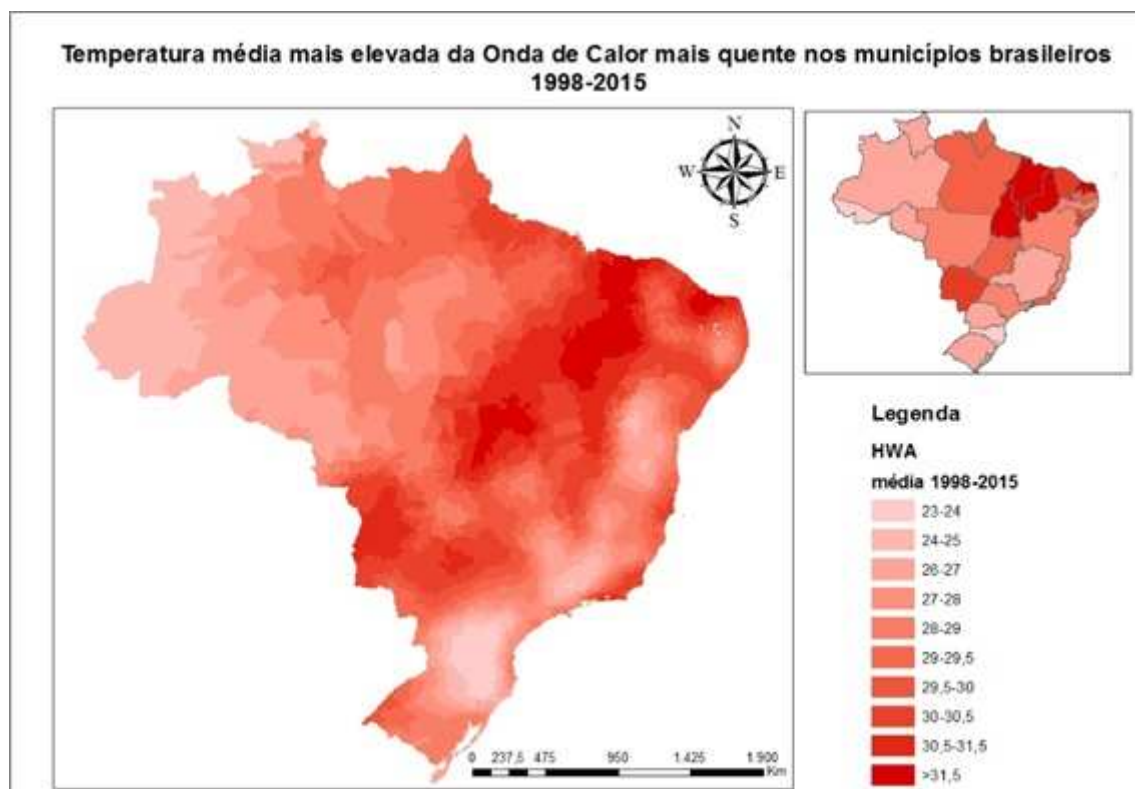 Temperatura média mais elevada da Onda de Calor mais quente nos municípios brasileiros
1998-2015
N
W
E
S
Legenda
HWA
média 1998-2015
23-24
24-25
26-27
27-28
28-29
29-29,5
29,5-30
30-30,5
30,5-31,5
>31,5
0 237,5 475 950 1.425 1.900
Km